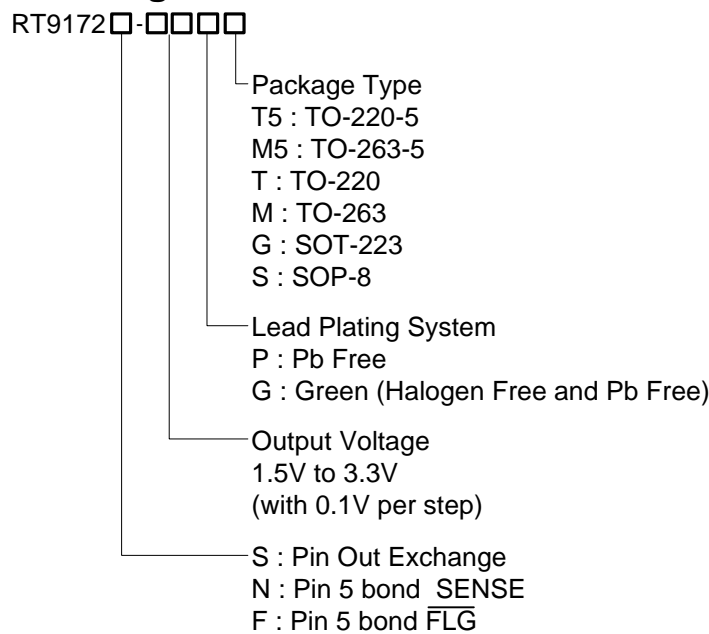 RT9172□-□□□□
Package Type
T5 : TO-220-5
M5 : TO-263-5
T : TO-220
M : TO-263
G : SOT-223
S : SOP-8
Lead Plating System
P : Pb Free
G : Green (Halogen Free and Pb Free)
Output Voltage
1.5V to 3.3V
(with 0.1V per step)
S : Pin Out Exchange
N : Pin 5 bond SENSE
F : Pin 5 bond F̅L̅G̅